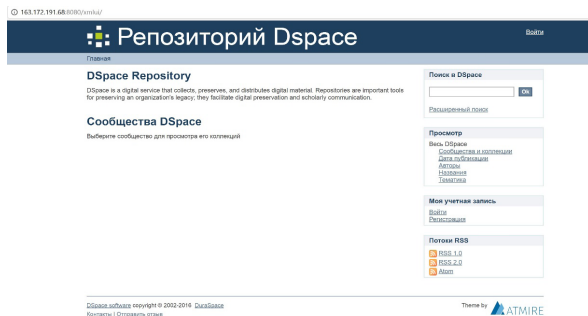 163.172.191.68:8080/xmlui/
Репозиторий Dspace
Войти
Главная
DSpace Repository
DSpace is a digital service that collects, preserves, and distributes digital material. Repositories are important tools
for preserving an organization's legacy; they facilitate digital preservation and scholarly communication.
Сообщества DSpace
Выберите сообщество для просмотра его коллекций
Поиск в DSpace
Ok
Расширенный поиск
Просмотр
Весь DSpace
Сообщества и коллекции
Дата публикации
Авторы
Названия
Тематика
Моя учетная запись
Войти
Регистрация
Потоки RSS
RSS 1.0
RSS 2.0
Atom
DSpace software copyright © 2002-2016 DuraSpace
Контакты | Отправить отзыв
Theme by ATMIRE